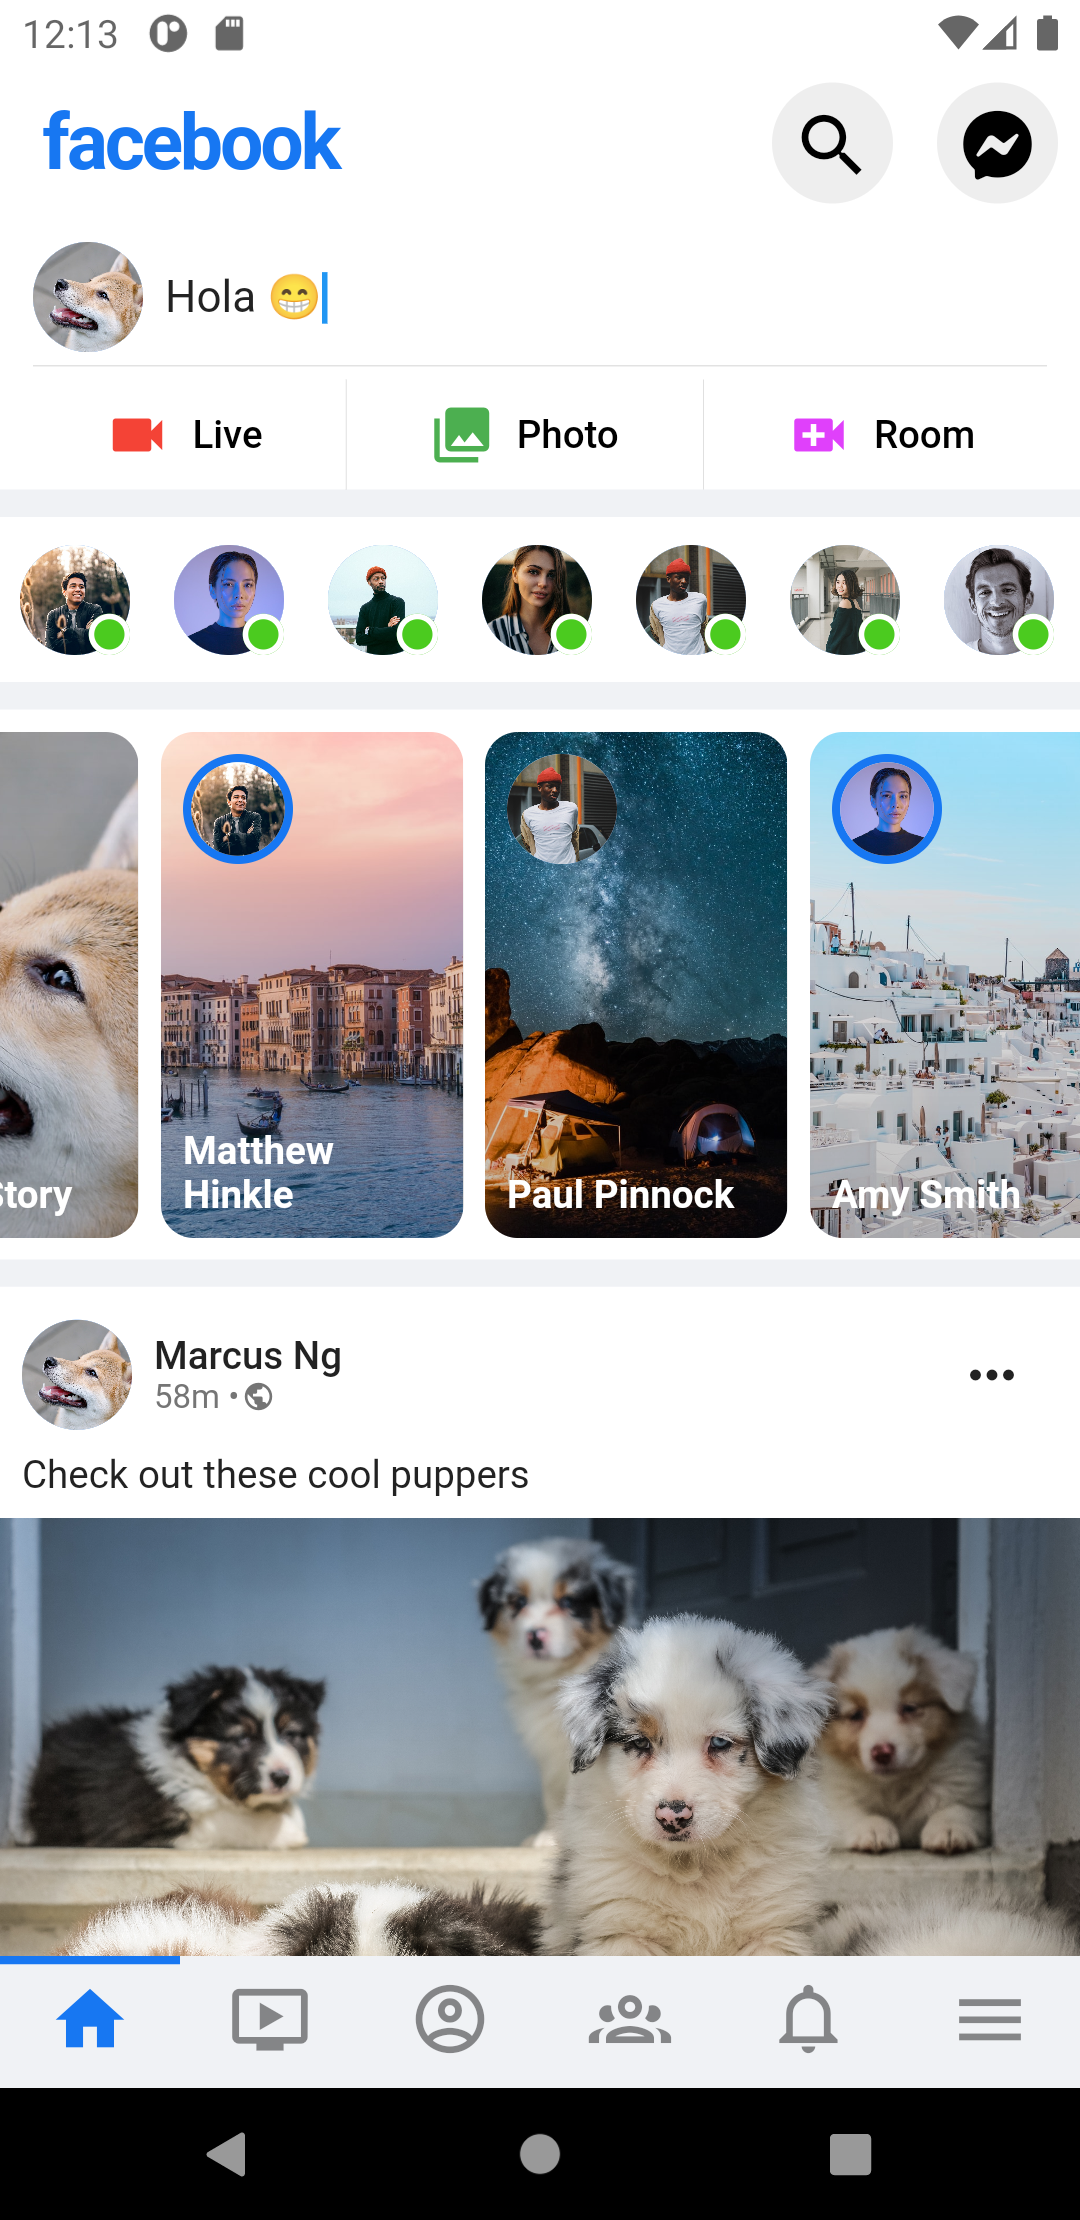 12:13
facebook
Hola 😁
Live
Photo
Room
Story
Matthew
Hinkle
Paul Pinnock
Amy Smith
Marcus Ng
58m •
Check out these cool puppers